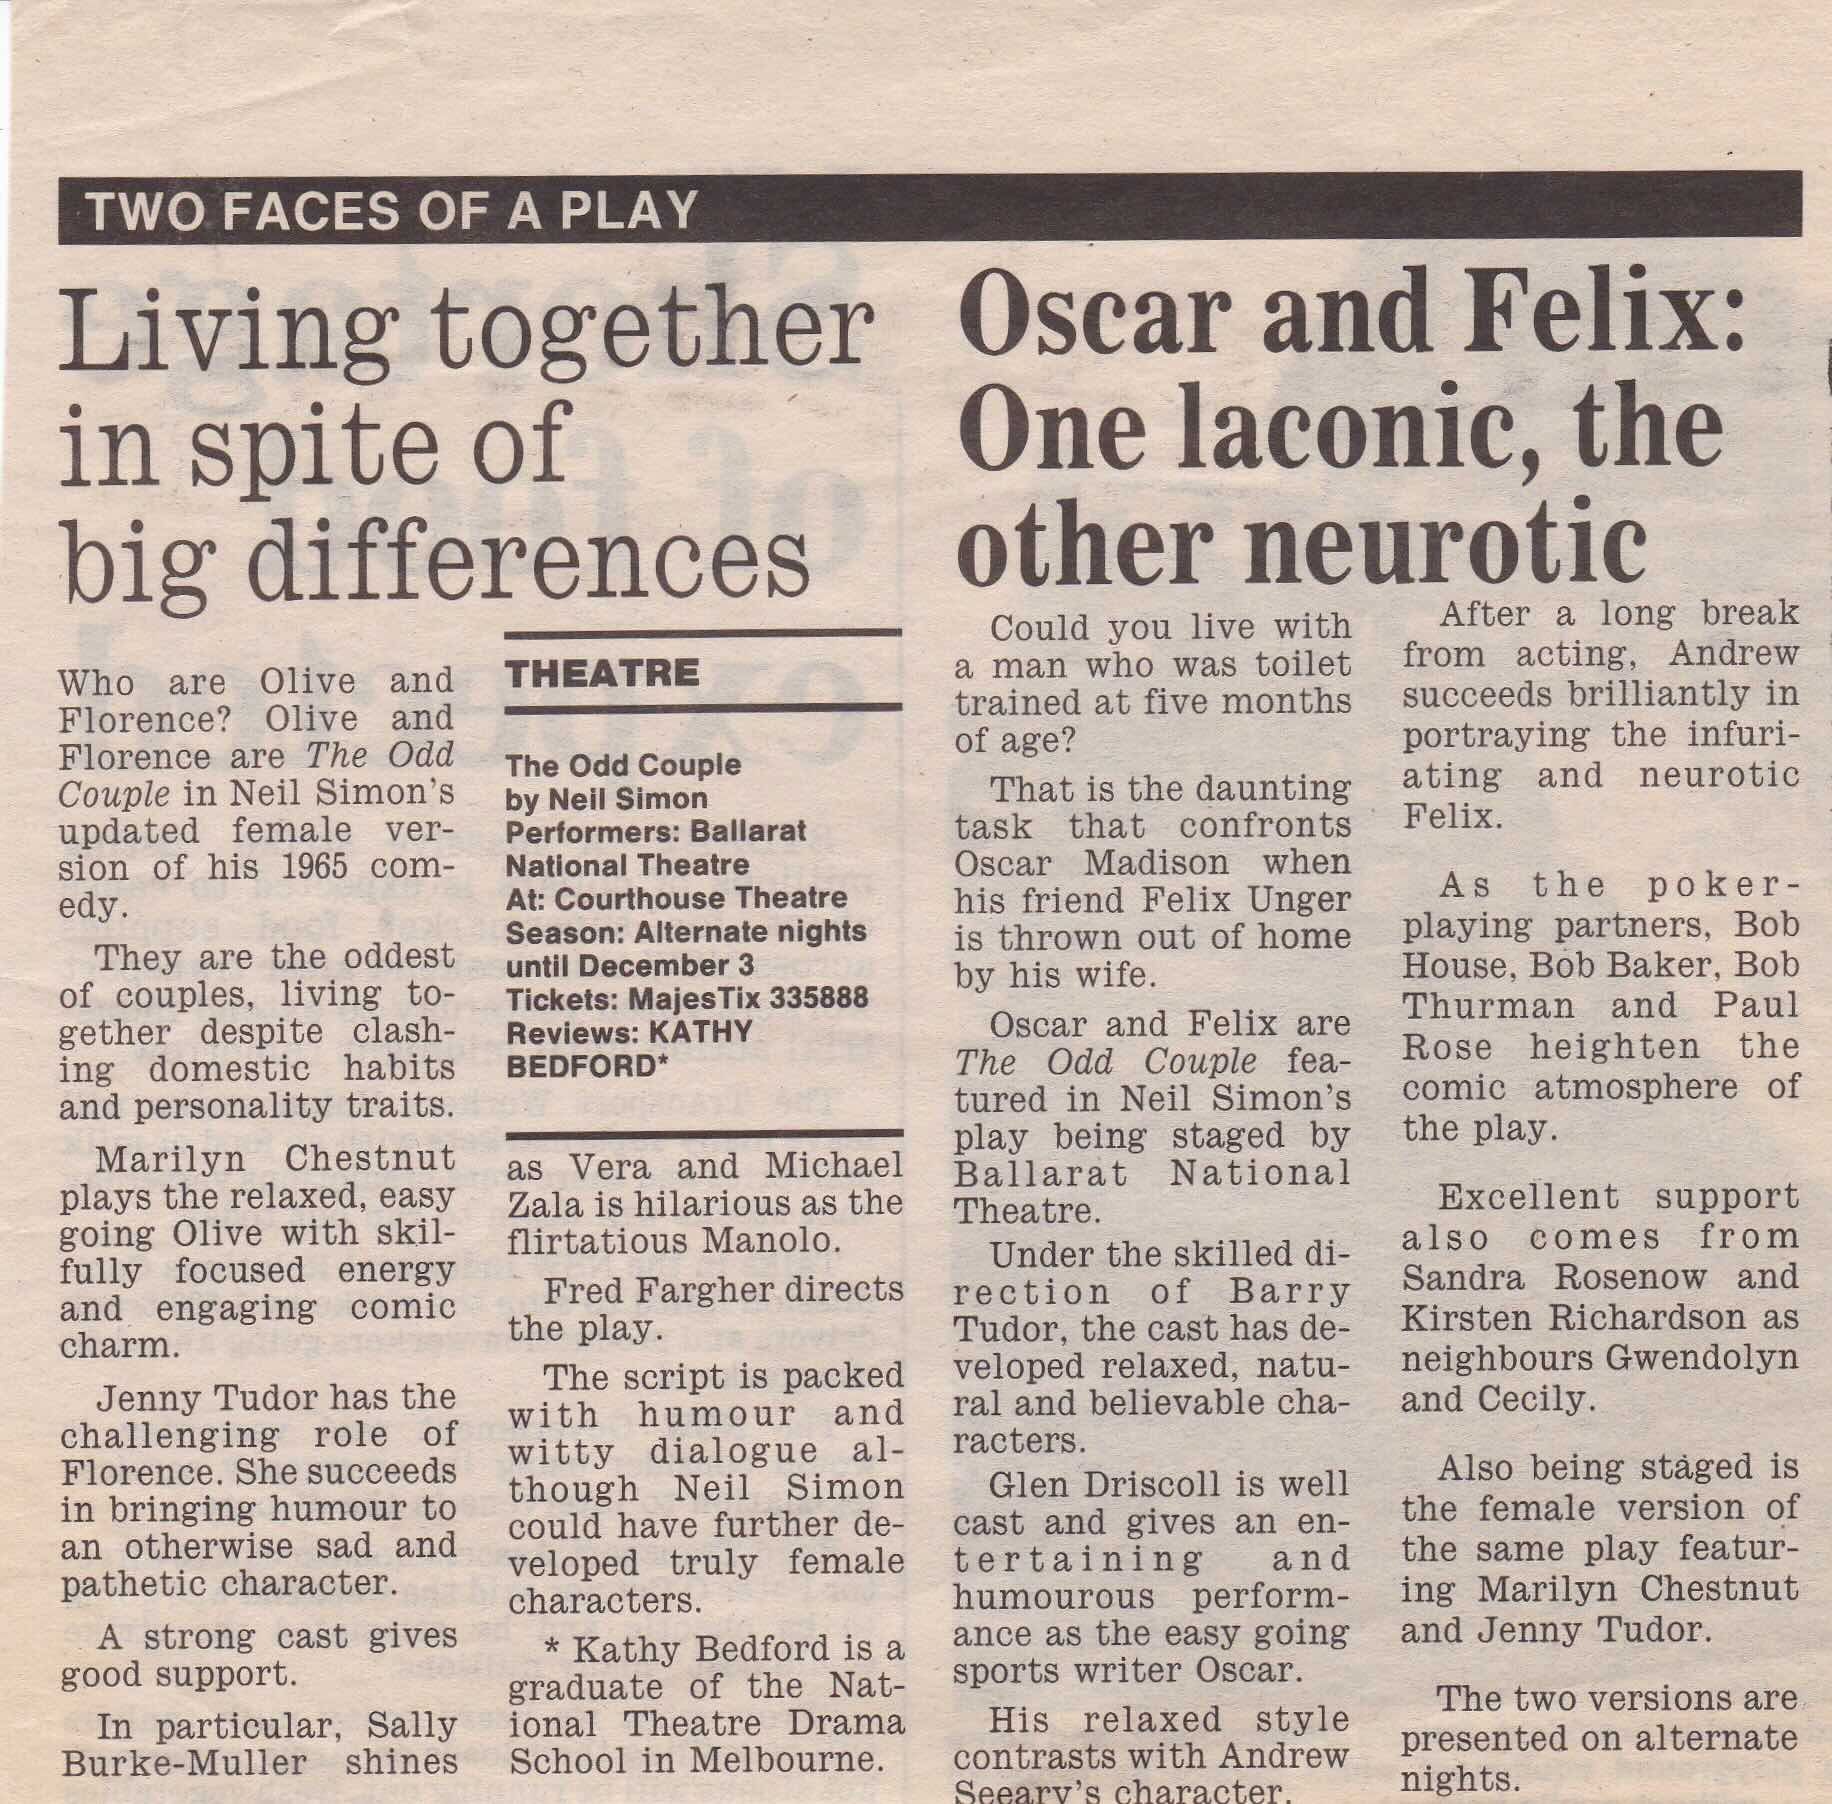 TWO FACES OF A PLAY
Living together
in spite of
big differences
Who are Olive and
Florence? Olive and
Florence are The Odd
Couple in Neil Simon's
updated female ver-
sion of his 1965 com-
edy.
They are the oddest
of couples, living to-
gether despite clash-
ing domestic habits
and personality traits.
Marilyn Chestnut
plays the relaxed, easy
going Olive with skil-
fully focused energy
and engaging comic
charm.
Jenny Tudor has the
challenging role of
Florence. She succeeds
in bringing humour to
an otherwise sad and
pathetic character.
A strong cast gives
good support.
In particular, Sally
Burke-Muller shines
THEATRE
The Odd Couple
by Neil Simon
Performers: Ballarat
National Theatre
At: Courthouse Theatre
Season: Alternate nights
until December 3
Tickets: MajesTix 335888
Reviews: KATHY
BEDFORD*
as Vera and Michael
Zala is hilarious as the
flirtatious Manolo.
Fred Fargher directs
the play.
The script is packed
with humour and
witty dialogue al-
though Neil Simon
could have further de-
veloped truly female
characters.
* Kathy Bedford is a
graduate of the Nat-
ional Theatre Drama
School in Melbourne.
Oscar and Felix:
One laconic, the
other neurotic
Could you live with
a man who was toilet
trained at five months
of age?
That is the daunting
task that confronts
Oscar Madison when
his friend Felix Unger
is thrown out of home
by his wife.
Oscar and Felix are
The Odd Couple fea-
tured in Neil Simon's
play being staged by
Ballarat National
Theatre.
Under the skilled di-
rection of Barry
Tudor, the cast has de-
veloped relaxed, natu-
ral and believable cha-
racters.
Glen Driscoll is well
cast and gives an en-
tertaining and
humourous perform-
ance as the easy going
sports writer Oscar.
His relaxed style
contrasts with Andrew
Seeary's character.
After a long break
from acting, Andrew
succeeds brilliantly in
portraying the infuri-
ating and neurotic
Felix.
As the poker-
playing partners, Bob
House, Bob Baker, Bob
Thurman and Paul
Rose heighten the
comic atmosphere of
the play.
Excellent support
also comes from
Sandra Rosenow and
Kirsten Richardson as
neighbours Gwendolyn
and Cecily.
Also being staged is
the female version of
the same play featur-
ing Marilyn Chestnut
and Jenny Tudor.
The two versions are
presented on alternate
nights.